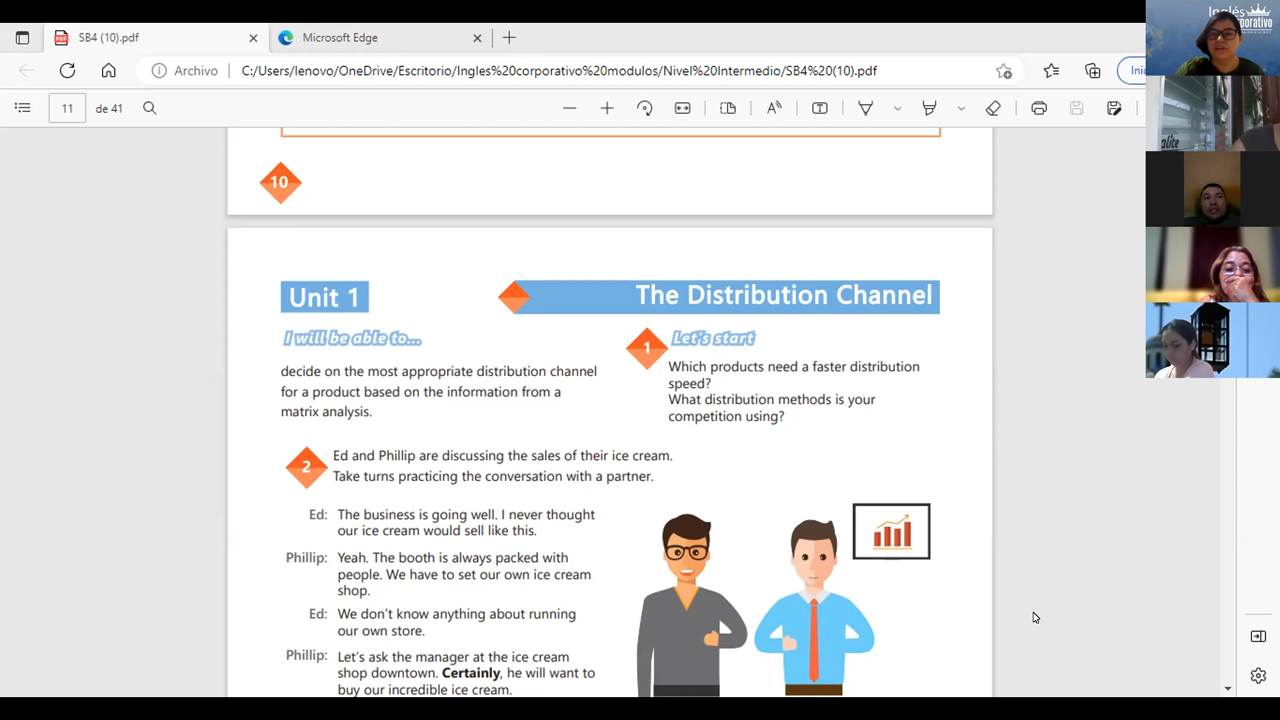 SB4 (10).pdf
Microsoft Edge
Archivo
C:/Users/lenovo/OneDrive/Escritorio/Ingles%20corporativo%20modulos/Nivel%20Intermedio/SB4%20(10).pdf
11
de 41
10
Unit 1
The Distribution Channel
I will be able to...
decide on the most appropriate distribution channel
for a product based on the information from a
matrix analysis.
1
Let's start
Which products need a faster distribution
speed?
What distribution methods is your
competition using?
2
Ed and Phillip are discussing the sales of their ice cream.
Take turns practicing the conversation with a partner.
Ed: The business is going well. I never thought
our ice cream would sell like this.
Phillip: Yeah. The booth is always packed with
people. We have to set our own ice cream
shop.
Ed: We don't know anything about running
our own store.
Phillip: Let's ask the manager at the ice cream
shop downtown. Certainly, he will want to
buy our incredible ice cream.